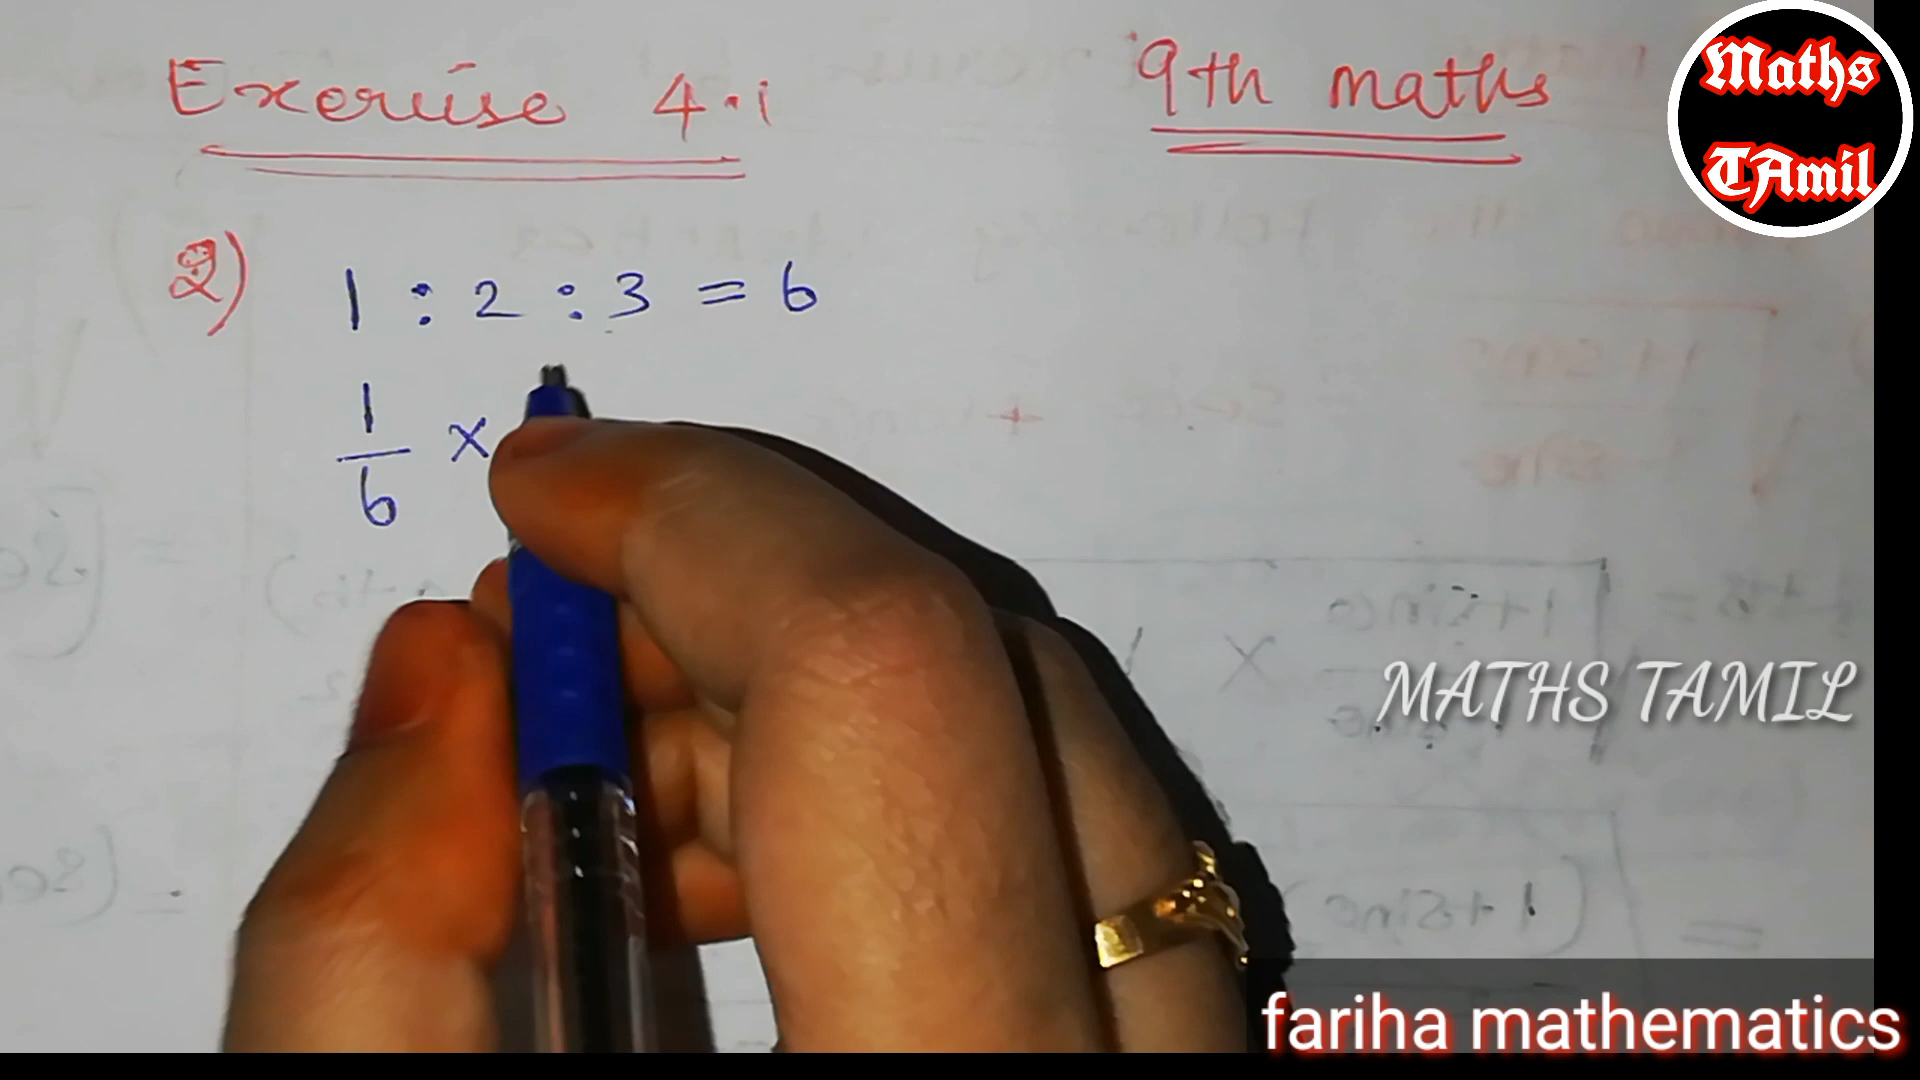 Exercise 4.1
9th maths
Maths
TAmil
2) 1 : 2 : 3 = 6
1/6 ×
MATHS TAMIL
fariha mathematics